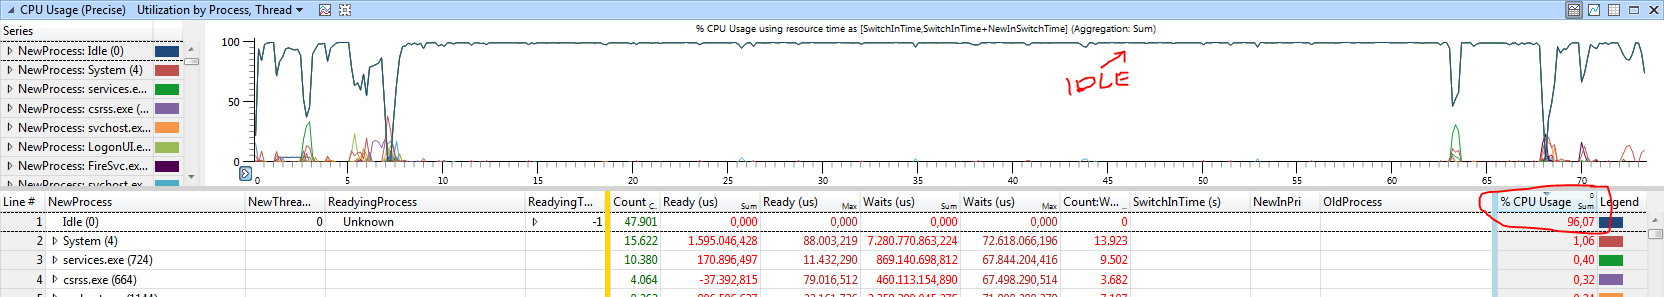 CPU Usage (Precise) Utilization by Process, Thread
Series
NewProcess: Idle (0)
NewProcess: System (4)
NewProcess: services.e...
NewProcess: csrss.exe (...
NewProcess: svchost.ex...
NewProcess: LogonUI.e...
NewProcess: FireSvc.ex...
NewProcess: svchost.ex...
% CPU Usage using resource time as [SwitchInTime,SwitchInTime+NewInSwitchTime] (Aggregation: Sum)
100
50
0
IDLE
0 5 10 15 20 25 30 35 40 45 50 55 60 65 70
Line # NewProcess NewThrea... ReadyingProcess ReadyingT... Count C... Ready (us) Sum Ready (us) Max Waits (us) Sum Waits (us) Max Count:W... SwitchInTime (s) NewInPri OldProcess % CPU Usage Sum Legend
1 Idle (0) 0 Unknown -1 47.901 0,000 0,000 0,000 0,000 0 96,07
2 System (4) 15.622 1.595.046,428 88.003,219 7.280.770.863,224 72.618.066,196 13.923 1,06
3 services.exe (724) 10.380 170.896,497 11.432,290 869.140.698,812 67.844.204,416 9.502 0,40
4 csrss.exe (664) 4.064 -37.392,815 79.016,512 460.113.154,890 67.498.290,514 3.682 0,32